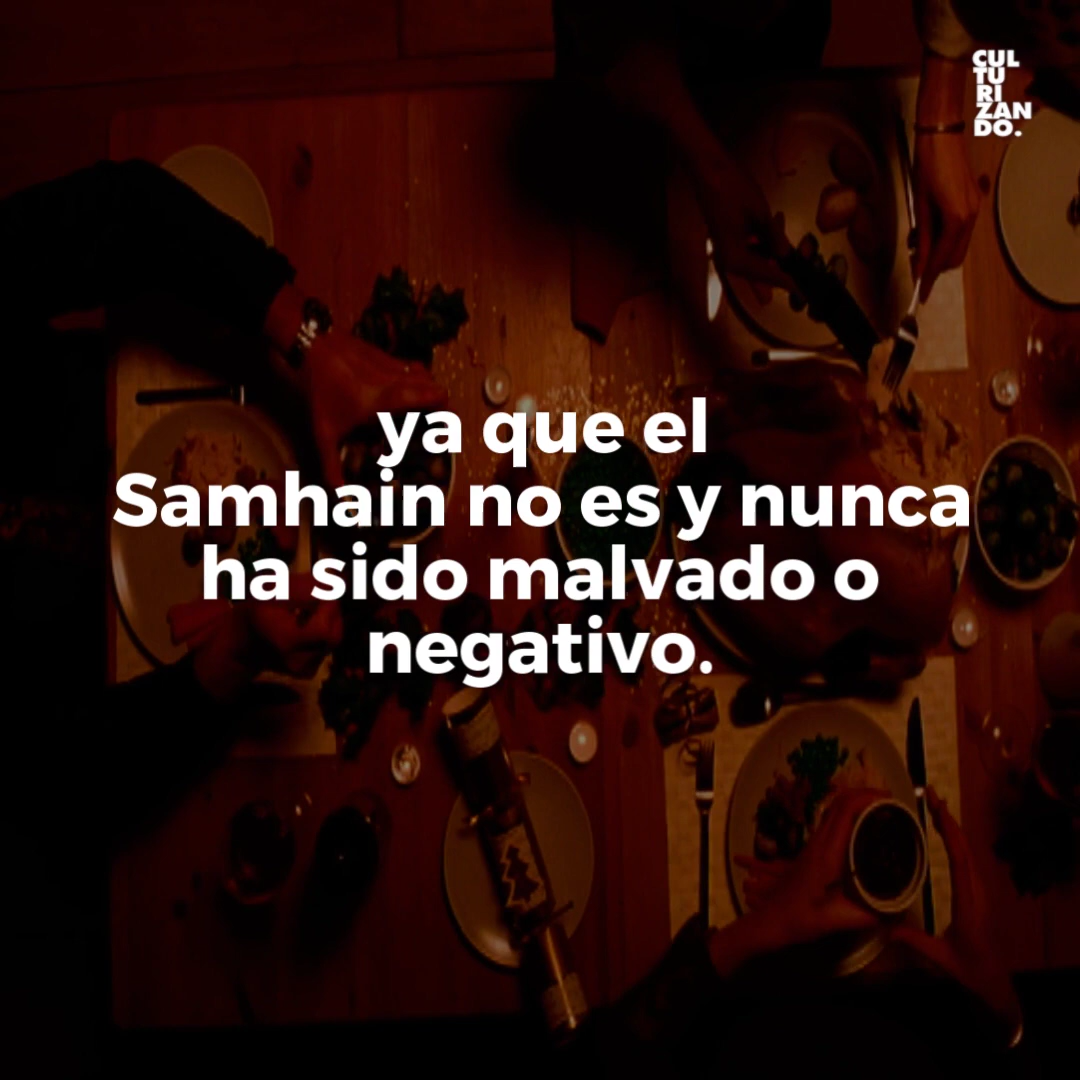 CUL
TU
RI
ZAN
DO.
ya que el
Samhain no es y nunca
ha sido malvado o
negativo.